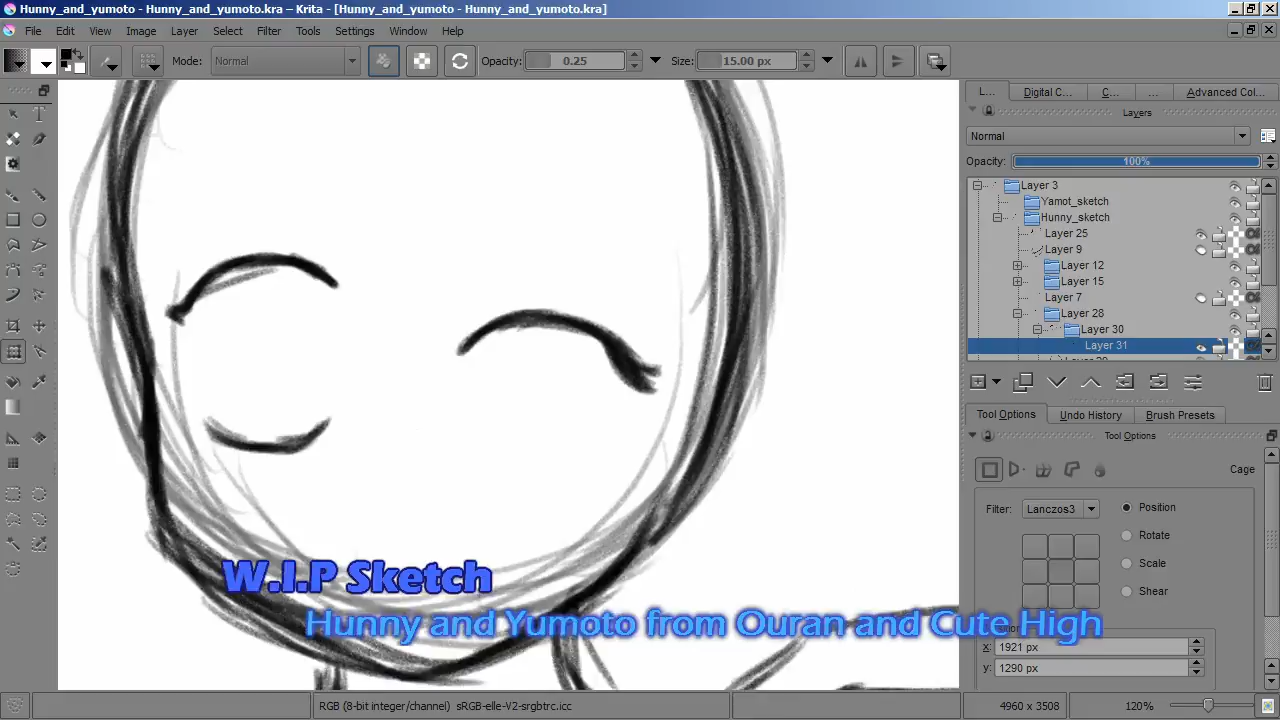 Hunny_and_yumoto - Hunny_and_yumoto.kra – Krita - [Hunny_and_yumoto - Hunny_and_yumoto.kra]
File Edit View Image Layer Select Filter Tools Settings Window Help
Mode: Normal Opacity: 0.25 Size: 15.00 px
L... Digital C... C... ... Advanced Col...
Layers
Normal
Opacity: 100%
Layer 3
Yamot_sketch
Hunny_sketch
Layer 25
Layer 9
Layer 12
Layer 15
Layer 7
Layer 28
Layer 30
Layer 31
Tool Options Undo History Brush Presets
Tool Options
Cage
Filter: Lanczos3 Position
Rotate
Scale
Shear
W.I.P Sketch
Hunny and Yumoto from Ouran and Cute High
x: 1921 px
y: 1290 px
RGB (8-bit integer/channel) sRGB-elle-V2-srgbtrc.icc 4960 x 3508 120%